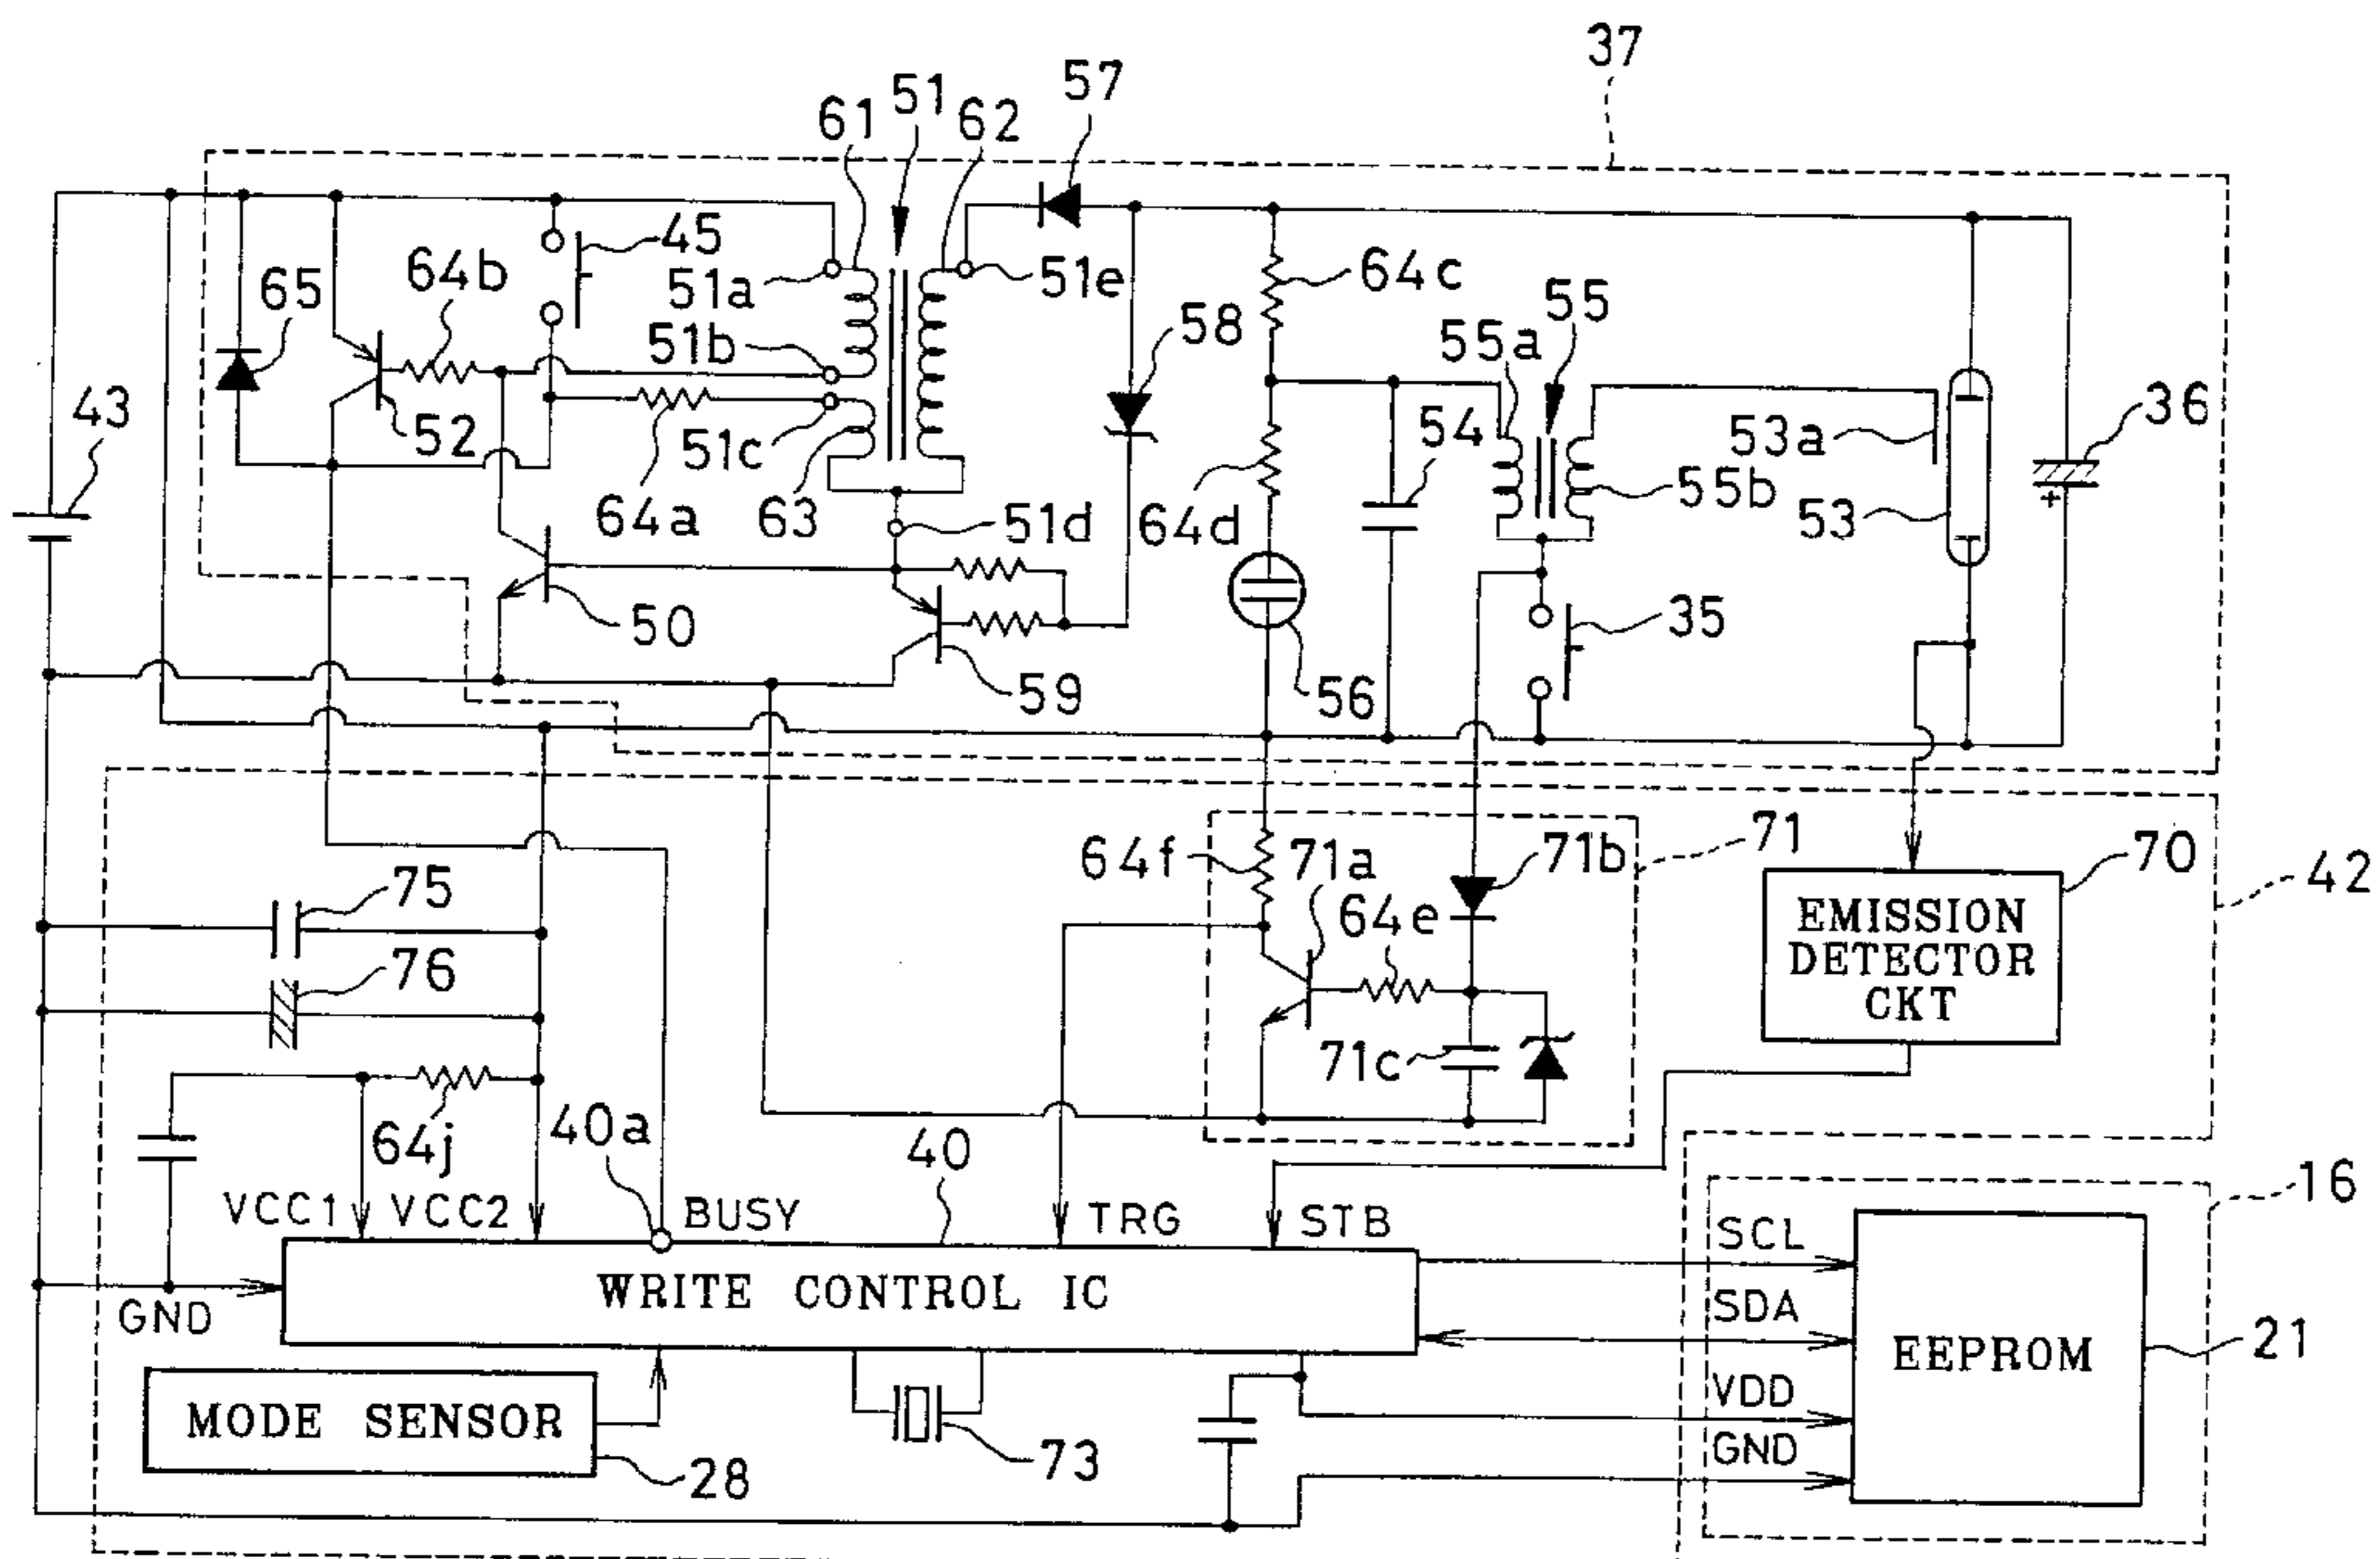 37
57
61 51 62
45
64b
51a
51e
64c
55
65
51b
58
55a
43
52
51c
54
53a
36
64a
63
51d
64d
55b
53
50
35
59
56
71
64f
71a
71b
70
42
75
64e
EMISSION
DETECTOR
CKT
76
71c
64j
40a
40
16
VCC1 VCC2
BUSY
TRG
STB
SCL
WRITE CONTROL IC
GND
SDA
EEPROM
21
VDD
MODE SENSOR
GND
28
73